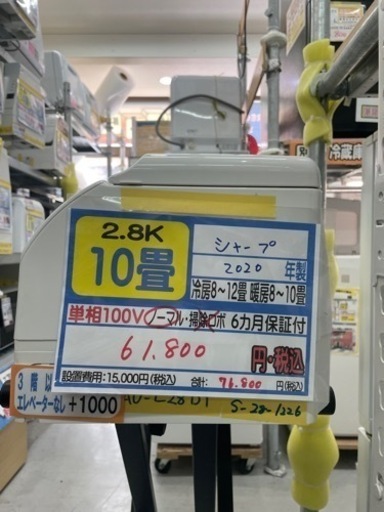 冷蔵庫
2.8K
10畳
シャープ
2020 年製
冷房8～12畳 暖房8～10畳
単相100V ノーマル・掃除ロボ 6カ月保証付
61.800 円・税込
設置費用:15.000円(税込) 合計: 76.800 円(税込)
3階以
エレベーターなし +1000
S-28-1226